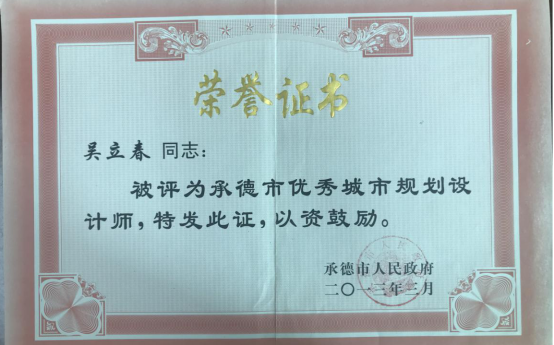 荣誉证书
吴立春 同志：
被评为承德市优秀城市规划设
计师，特发此证，以资鼓励。
承德市人民政府
二〇一三年三月